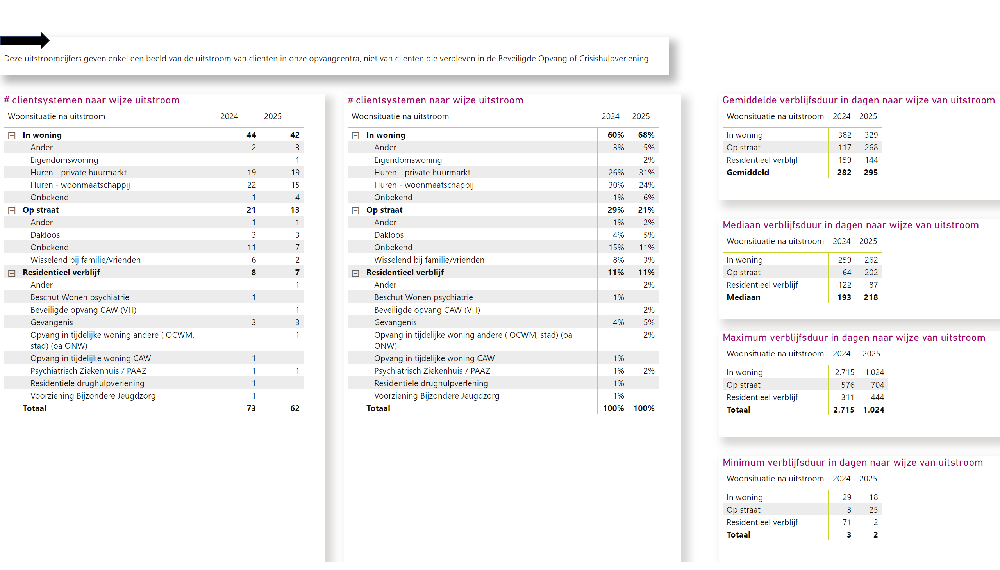 Deze uitstroomcijfers geven enkel een beeld van de uitstroom van clienten in onze opvangcentra, niet van clienten die verbleven in de Beveiligde Opvang of Crisishulpverlening.
# clientsystemen naar wijze uitstroom
Woonsituatie na uitstroom 2024 2025
In woning 44 42
Ander 2 3
Eigendomswoning 1
Huren - private huurmarkt 19 19
Huren - woonmaatschappij 22 15
Onbekend 1 4
Op straat 21 13
Ander 1 1
Dakloos 3 3
Onbekend 11 7
Wisselend bij familie/vrienden 6 2
Residentieel verblijf 8 7
Ander 1
Beschut Wonen psychiatrie 1
Beveiligde opvang CAW (VH) 1
Gevangenis 3 3
Opvang in tijdelijke woning andere ( OCWM, 1
stad) (oa ONW)
Opvang in tijdelijke woning CAW 1
Psychiatrisch Ziekenhuis / PAAZ 1 1
Residentiële drughulpverlening 1
Voorziening Bijzondere Jeugdzorg 1
Totaal 73 62
# clientsystemen naar wijze uitstroom
Woonsituatie na uitstroom 2024 2025
In woning 60% 68%
Ander 3% 5%
Eigendomswoning 2%
Huren - private huurmarkt 26% 31%
Huren - woonmaatschappij 30% 24%
Onbekend 1% 6%
Op straat 29% 21%
Ander 1% 2%
Dakloos 4% 5%
Onbekend 15% 11%
Wisselend bij familie/vrienden 8% 3%
Residentieel verblijf 11% 11%
Ander 2%
Beschut Wonen psychiatrie 1%
Beveiligde opvang CAW (VH) 2%
Gevangenis 4% 5%
Opvang in tijdelijke woning andere ( OCWM, stad) (oa 2%
ONW)
Opvang in tijdelijke woning CAW 1%
Psychiatrisch Ziekenhuis / PAAZ 1% 2%
Residentiële drughulpverlening 1%
Voorziening Bijzondere Jeugdzorg 1%
Totaal 100% 100%
Gemiddelde verblijfsduur in dagen naar wijze van uitstroom
Woonsituatie na uitstroom 2024 2025
In woning 382 329
Op straat 117 268
Residentieel verblijf 159 144
Gemiddeld 282 295
Mediaan verblijfsduur in dagen naar wijze van uitstroom
Woonsituatie na uitstroom 2024 2025
In woning 259 262
Op straat 64 202
Residentieel verblijf 122 87
Mediaan 193 218
Maximum verblijfsduur in dagen naar wijze van uitstroom
Woonsituatie na uitstroom 2024 2025
In woning 2.715 1.024
Op straat 576 704
Residentieel verblijf 311 444
Totaal 2.715 1.024
Minimum verblijfsduur in dagen naar wijze van uitstroom
Woonsituatie na uitstroom 2024 2025
In woning 29 18
Op straat 3 25
Residentieel verblijf 71 2
Totaal 3 2